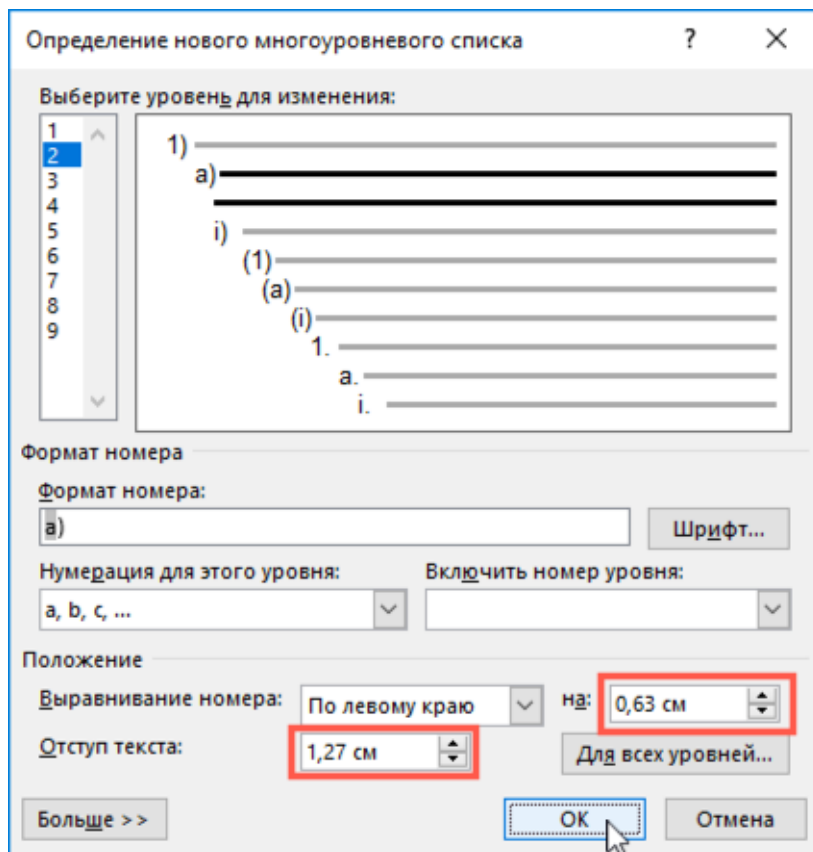 Определение нового многоуровневого списка ?
Выберите уровень для изменения:
1
2
3
4
5
6
7
8
9
1)
a)
i)
(1)
(a)
(i)
1.
a.
i.
Формат номера
Формат номера:
a)
Шрифт...
Нумерация для этого уровня: Включить номер уровня:
a, b, c, ...
Положение
Выравнивание номера: По левому краю на: 0,63 см
Отступ текста: 1,27 см Для всех уровней...
Больше >> ОК Отмена